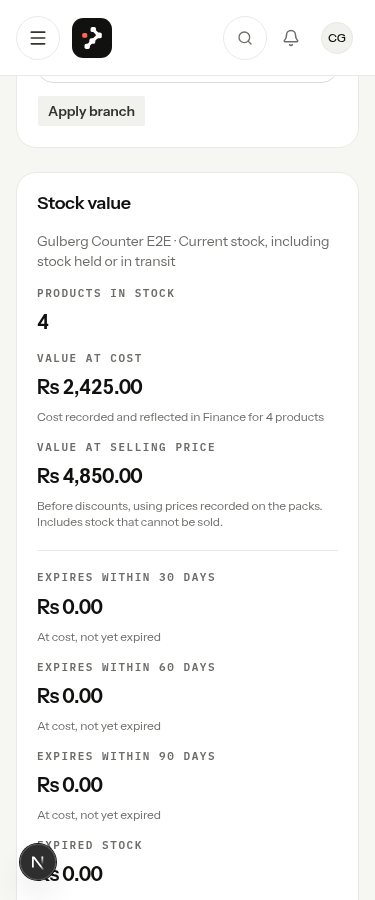 CG
Apply branch
Stock value
Gulberg Counter E2E · Current stock, including
stock held or in transit
PRODUCTS IN STOCK
4
VALUE AT COST
Rs 2,425.00
Cost recorded and reflected in Finance for 4 products
VALUE AT SELLING PRICE
Rs 4,850.00
Before discounts, using prices recorded on the packs.
Includes stock that cannot be sold.
EXPIRES WITHIN 30 DAYS
Rs 0.00
At cost, not yet expired
EXPIRES WITHIN 60 DAYS
Rs 0.00
At cost, not yet expired
EXPIRES WITHIN 90 DAYS
Rs 0.00
At cost, not yet expired
EXPIRED STOCK
N
Rs 0.00